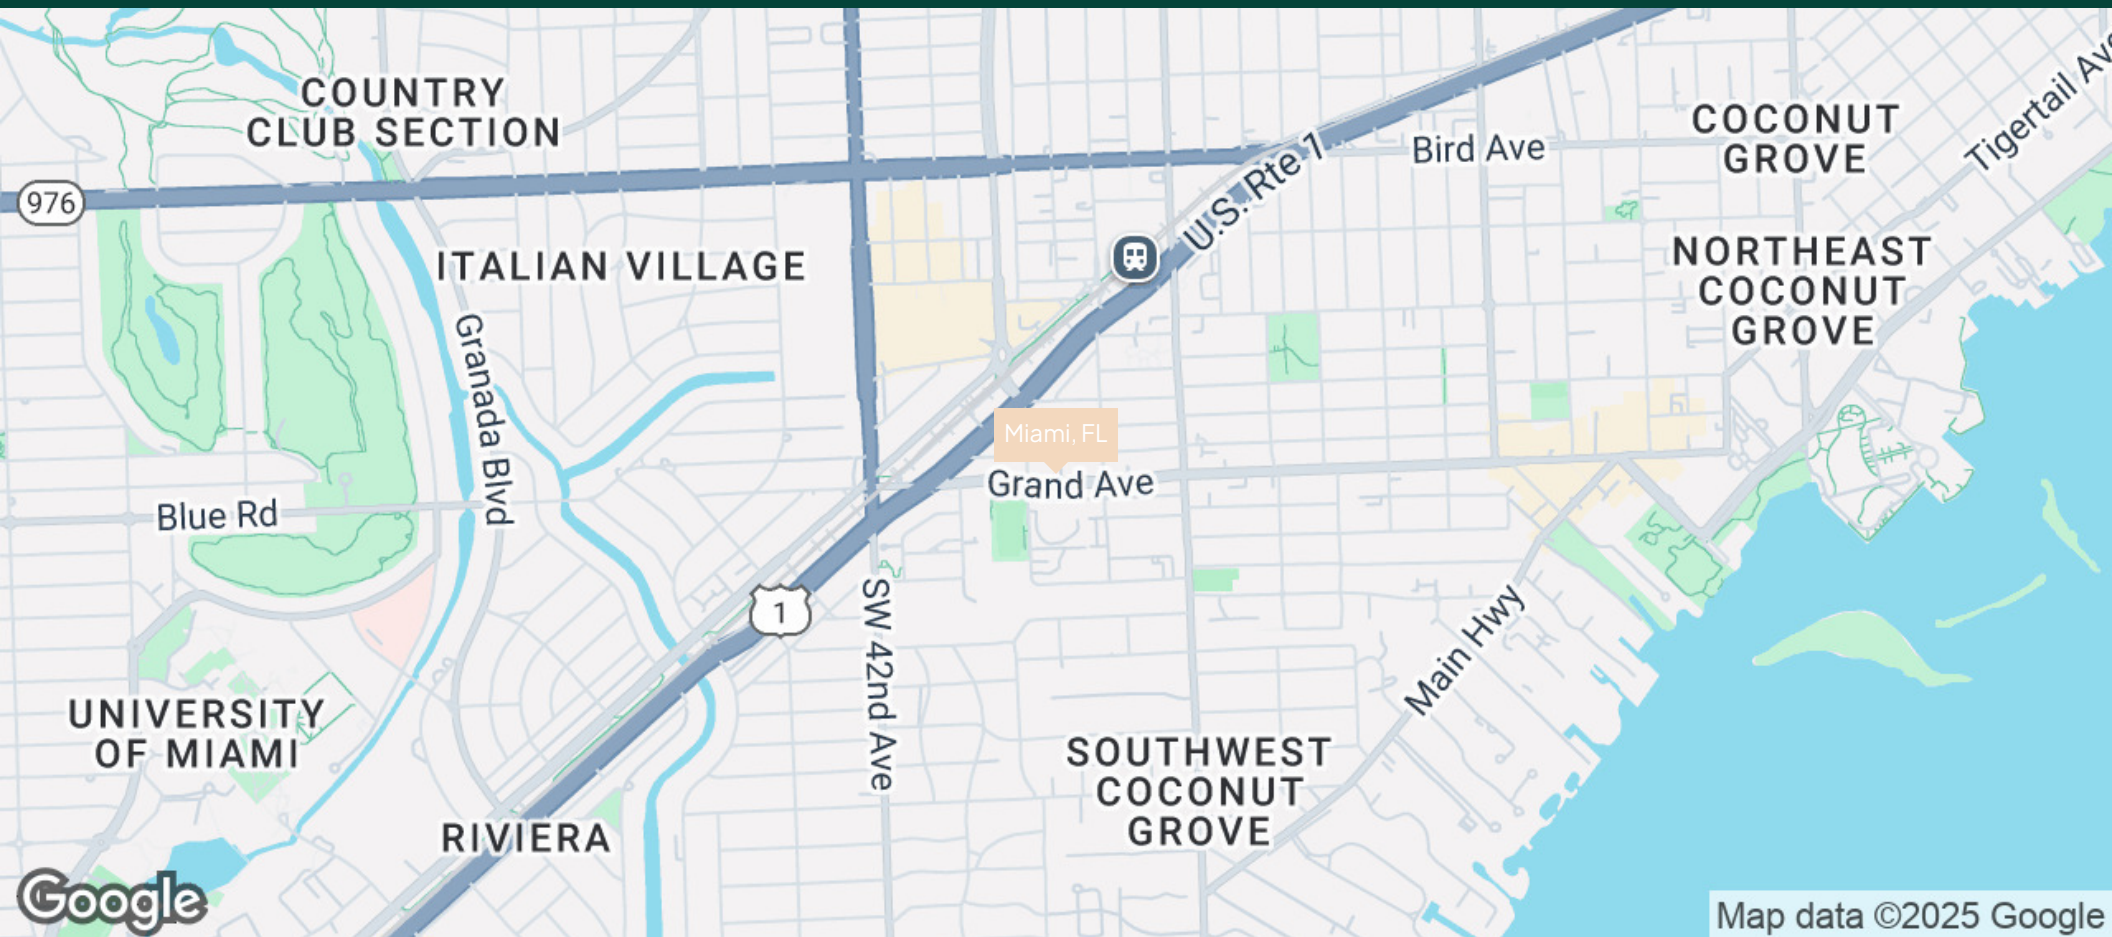 COUNTRY
CLUB SECTION
COCONUT
GROVE
Tigertail Ave
Bird Ave
U.S. Rte 1
976
ITALIAN VILLAGE
NORTHEAST
COCONUT
GROVE
Granada Blvd
Miami, FL
Grand Ave
Blue Rd
1
SW 42nd Ave
Main Hwy
UNIVERSITY
OF MIAMI
SOUTHWEST
COCONUT
GROVE
RIVIERA
Google
Map data ©2025 Google